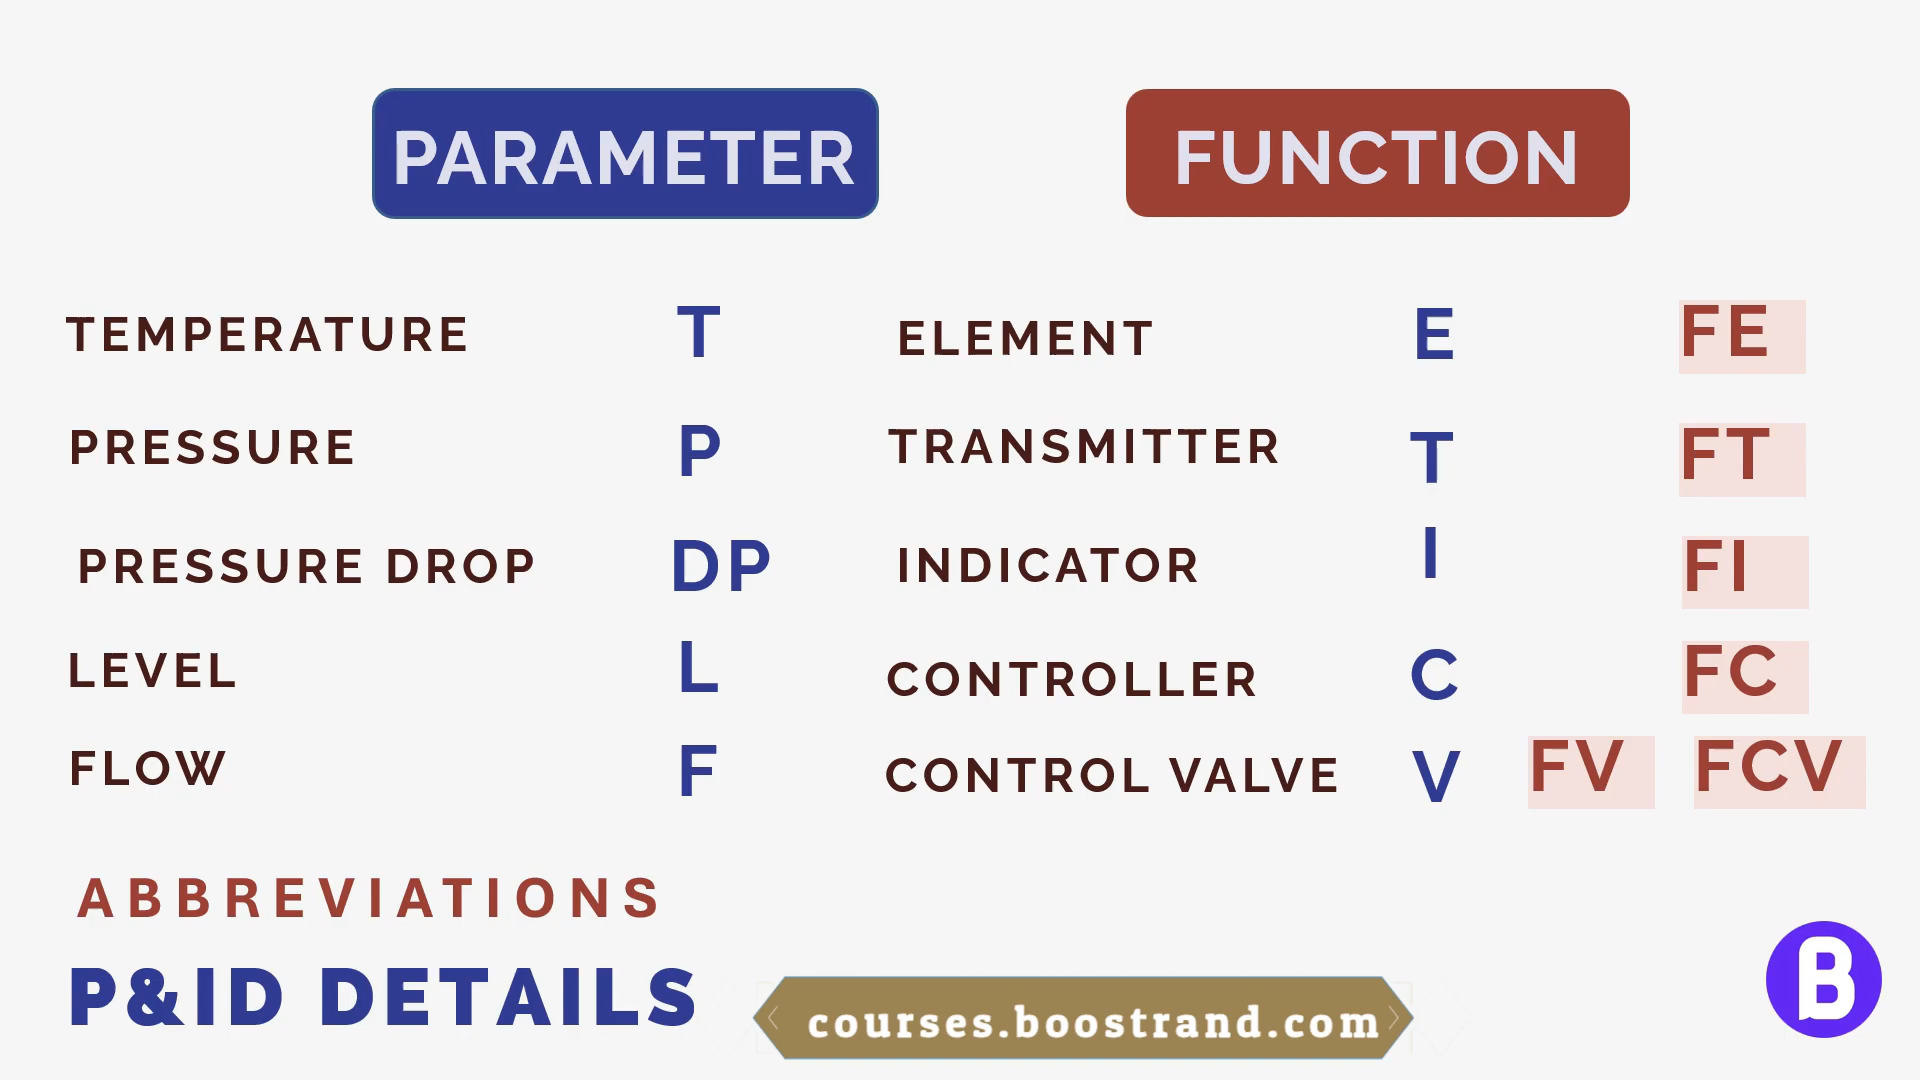 PARAMETER FUNCTION
TEMPERATURE T ELEMENT E FE
PRESSURE P TRANSMITTER T FT
PRESSURE DROP DP INDICATOR I FI
LEVEL L CONTROLLER C FC
FLOW F CONTROL VALVE V FV FCV
ABBREVIATIONS
P&ID DETAILS
courses.boostrand.com
B